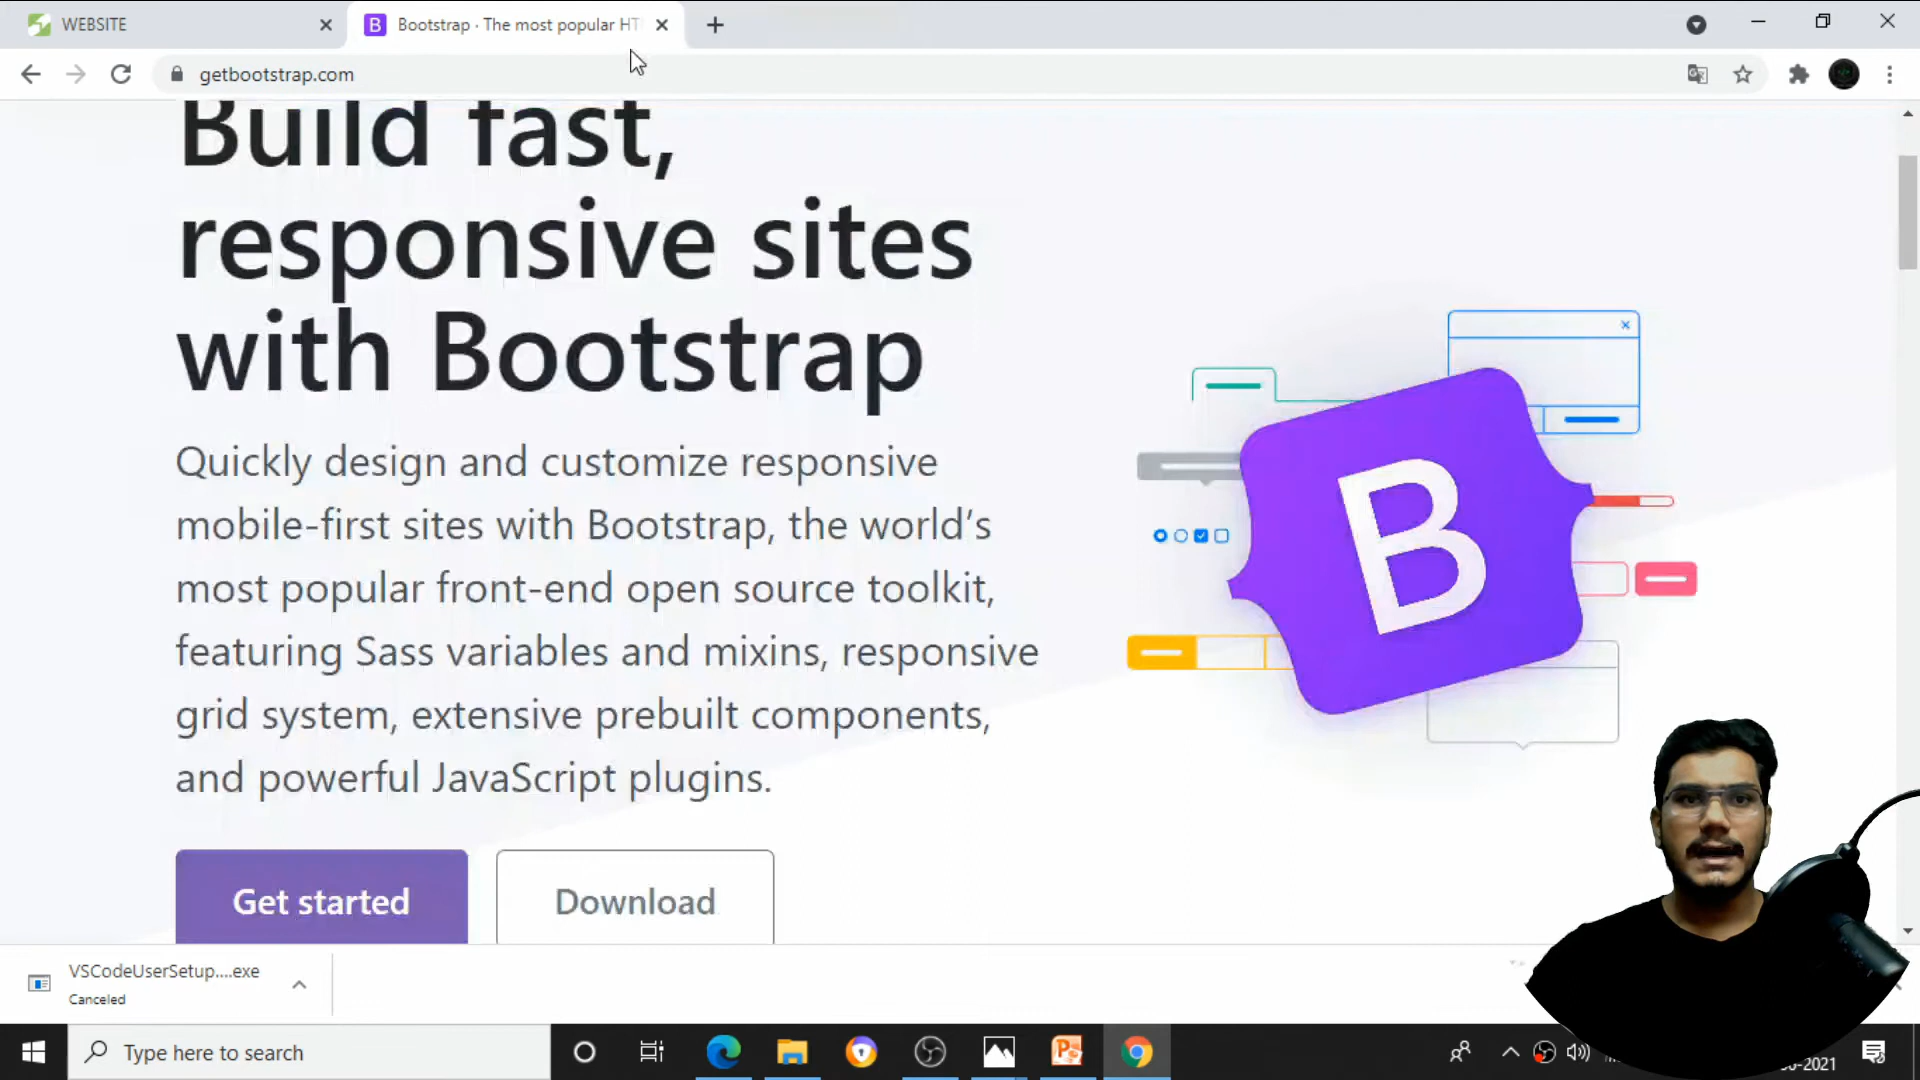 WEBSITE
Bootstrap · The most popular HT
getbootstrap.com
Build fast,
responsive sites
with Bootstrap
Quickly design and customize responsive
mobile-first sites with Bootstrap, the world’s
most popular front-end open source toolkit,
featuring Sass variables and mixins, responsive
grid system, extensive prebuilt components,
and powerful JavaScript plugins.
B
Get started
Download
VSCodeUserSetup....exe
Canceled
Type here to search
-2021